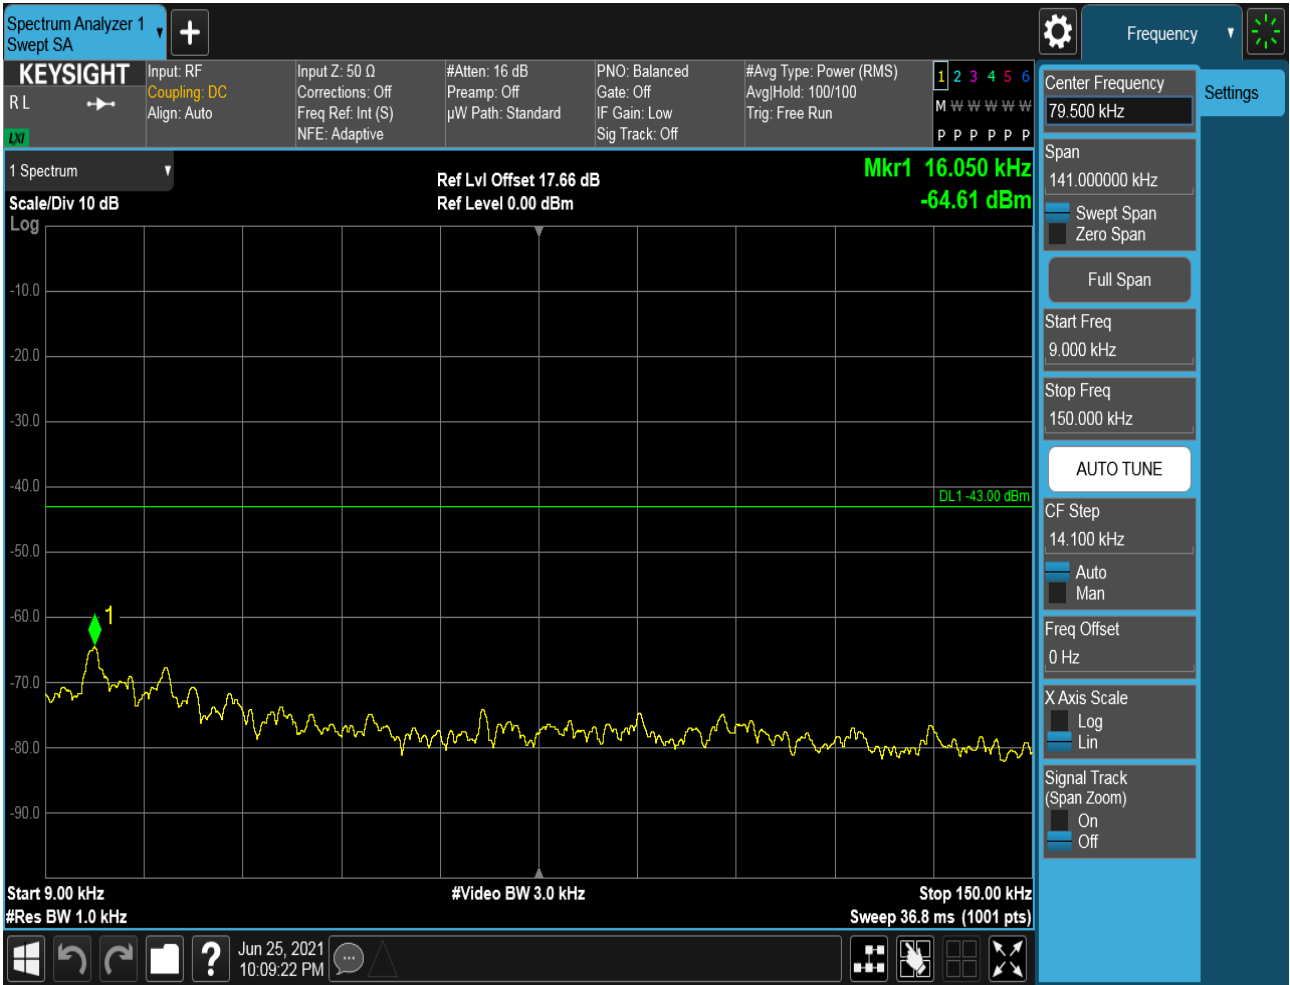 Spectrum Analyzer 1
Swept SA
Frequency
KEYSIGHT
R L
LXI
Input: RF
Coupling: DC
Align: Auto
Input Z: 50 Ω
Corrections: Off
Freq Ref: Int (S)
NFE: Adaptive
#Atten: 16 dB
Preamp: Off
µW Path: Standard
PNO: Balanced
Gate: Off
IF Gain: Low
Sig Track: Off
#Avg Type: Power (RMS)
Avg|Hold: 100/100
Trig: Free Run
1 2 3 4 5 6
M W W W W W
P P P P P P
1 Spectrum
Scale/Div 10 dB
Log
Ref Lvl Offset 17.66 dB
Ref Level 0.00 dBm
Mkr1 16.050 kHz
-64.61 dBm
-10.0
-20.0
-30.0
-40.0
DL1 -43.00 dBm
-50.0
-60.0
1
-70.0
-80.0
-90.0
Start 9.00 kHz
#Res BW 1.0 kHz
#Video BW 3.0 kHz
Stop 150.00 kHz
Sweep 36.8 ms (1001 pts)
Center Frequency
79.500 kHz
Settings
Span
141.000000 kHz
Swept Span
Zero Span
Full Span
Start Freq
9.000 kHz
Stop Freq
150.000 kHz
AUTO TUNE
CF Step
14.100 kHz
Auto
Man
Freq Offset
0 Hz
X Axis Scale
Log
Lin
Signal Track
(Span Zoom)
On
Off
?
Jun 25, 2021
10:09:22 PM